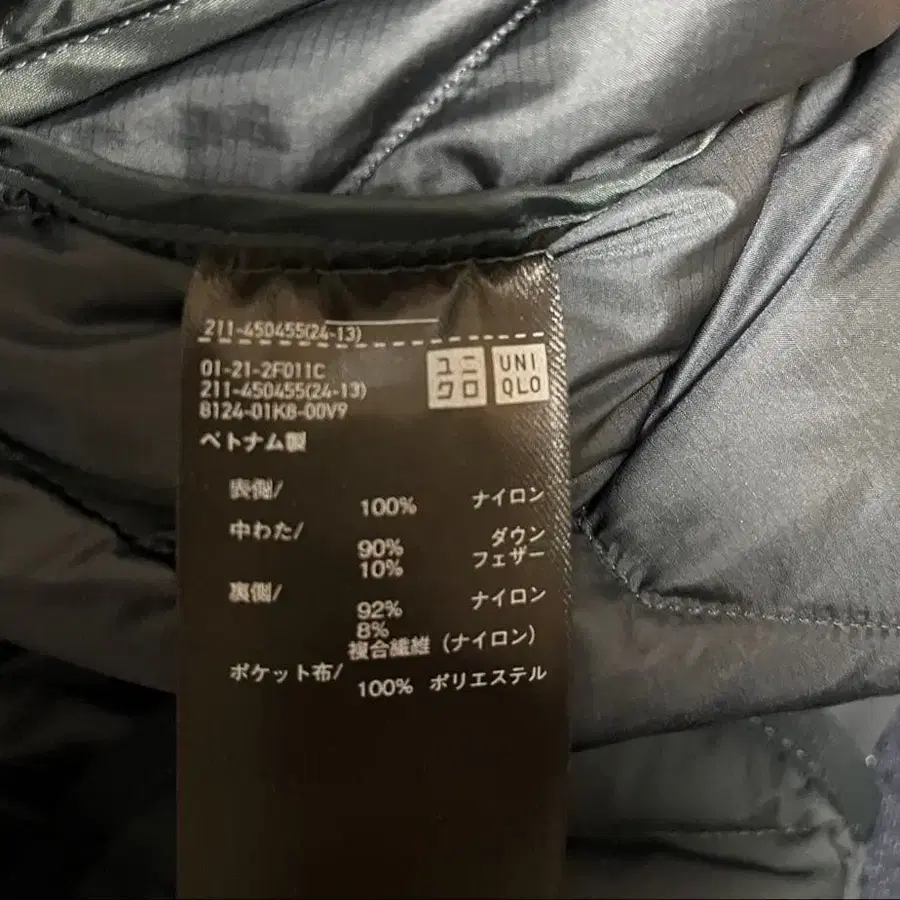 211-450455(24-13)
01-21-2F011C
211-450455(24-13)
8124-01K8-00V9
ユニ
クロ
UNI
QLO
ベトナム製
表側/
100% ナイロン
中わた/
90% ダウン
10% フェザー
裏側/
92% ナイロン
8%
複合繊維（ナイロン）
ポケット布/
100% ポリエステル